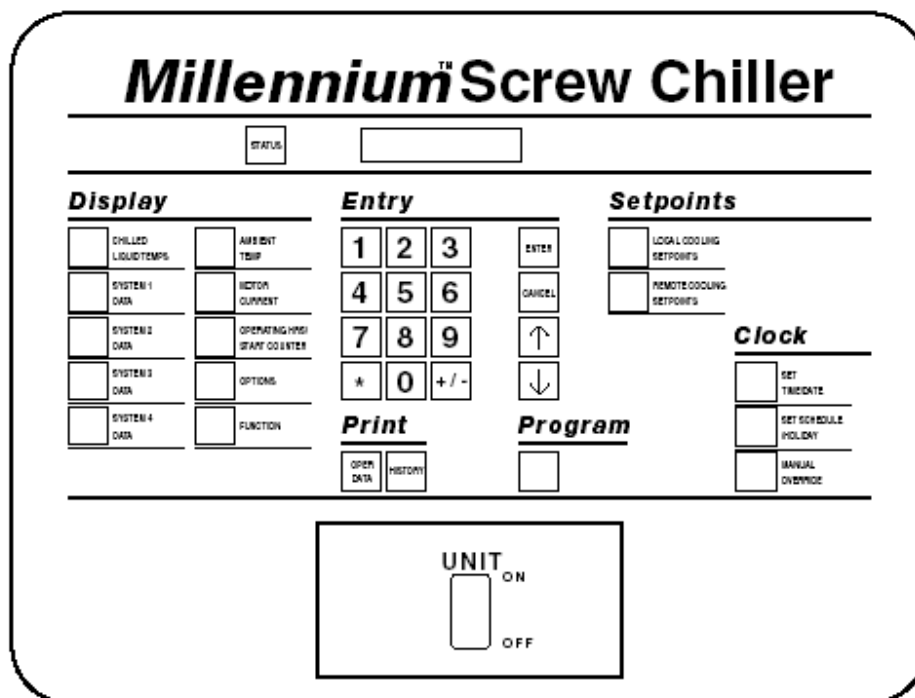 Millennium™ Screw Chiller
STATUS
Display
CHILLED
LIQUID TEMPS
SYSTEM 1
DATA
SYSTEM 2
DATA
SYSTEM 3
DATA
SYSTEM 4
DATA
AMBIENT
TEMP
MOTOR
CURRENT
OPERATING HRS/
START COUNTER
OPTIONS
FUNCTION
Entry
1 2 3
4 5 6
7 8 9
* 0 +/-
ENTER
CANCEL
↑
↓
Print
OPER
DATA
HISTORY
Program
Setpoints
LOCAL COOLING
SETPOINTS
REMOTE COOLING
SETPOINTS
Clock
SET
TIME/DATE
SET SCHEDULE
/HOLIDAY
MANUAL
OVERRIDE
UNIT
ON
OFF